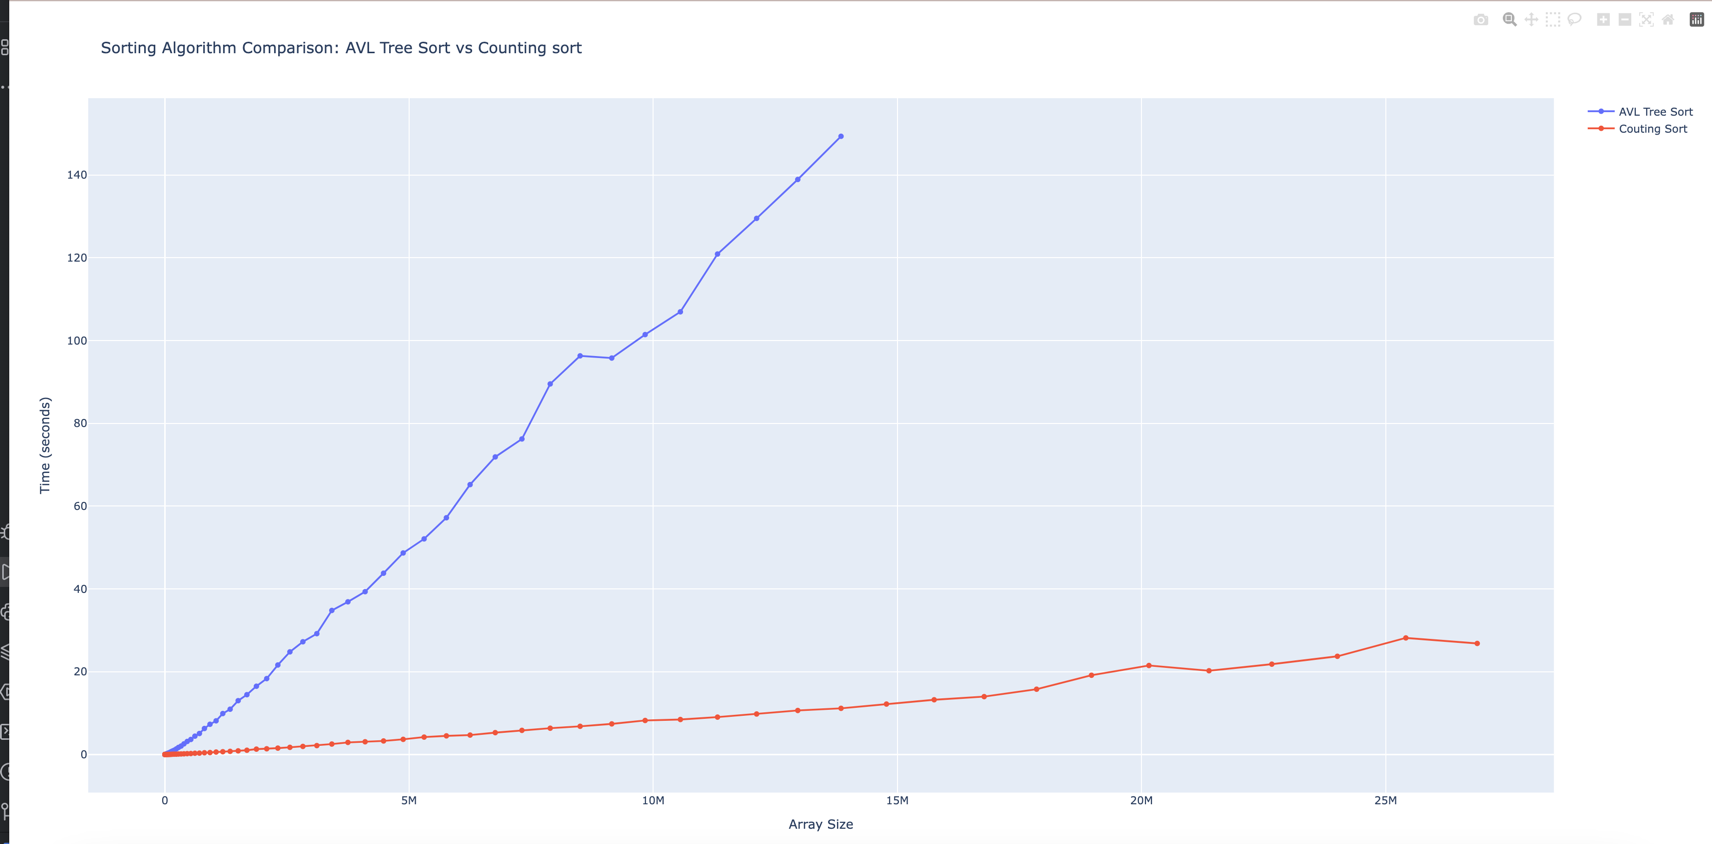 Sorting Algorithm Comparison: AVL Tree Sort vs Counting sort
AVL Tree Sort
Couting Sort
140
120
100
80
60
40
20
0
Time (seconds)
0 5M 10M 15M 20M 25M
Array Size